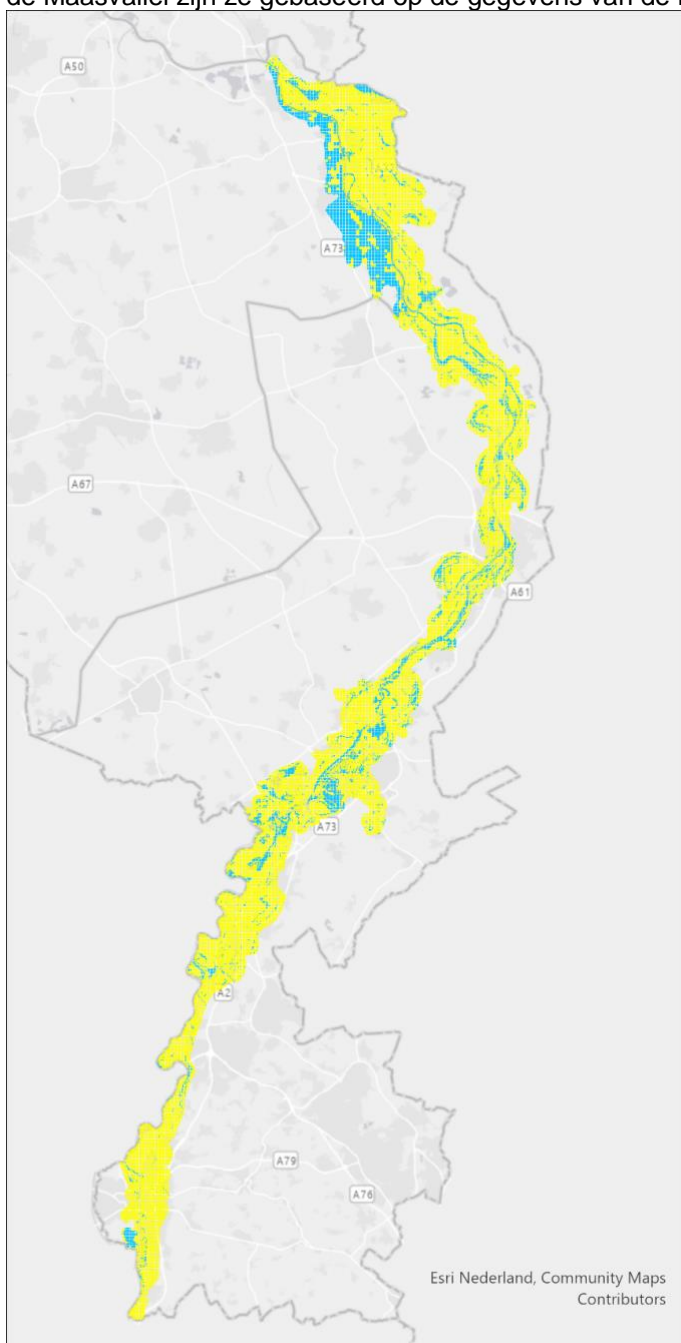 de Maasvallei zijn ze gebaseerd op de gegevens van de
A50
A73
A67
A61
A73
A2
A79
A76
Esri Nederland, Community Maps
Contributors